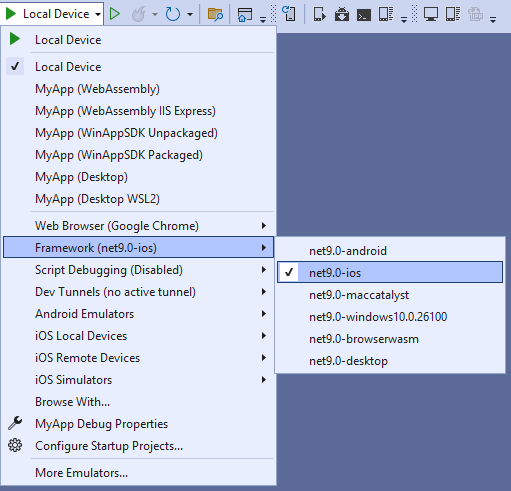 Local Device
Local Device
Local Device
MyApp (WebAssembly)
MyApp (WebAssembly IIS Express)
MyApp (WinAppSDK Unpackaged)
MyApp (WinAppSDK Packaged)
MyApp (Desktop)
MyApp (Desktop WSL2)
Web Browser (Google Chrome)
Framework (net9.0-ios)
Script Debugging (Disabled)
Dev Tunnels (no active tunnel)
Android Emulators
iOS Local Devices
iOS Remote Devices
iOS Simulators
Browse With...
MyApp Debug Properties
Configure Startup Projects...
More Emulators...
net9.0-android
net9.0-ios
net9.0-maccatalyst
net9.0-windows10.0.26100
net9.0-browserwasm
net9.0-desktop